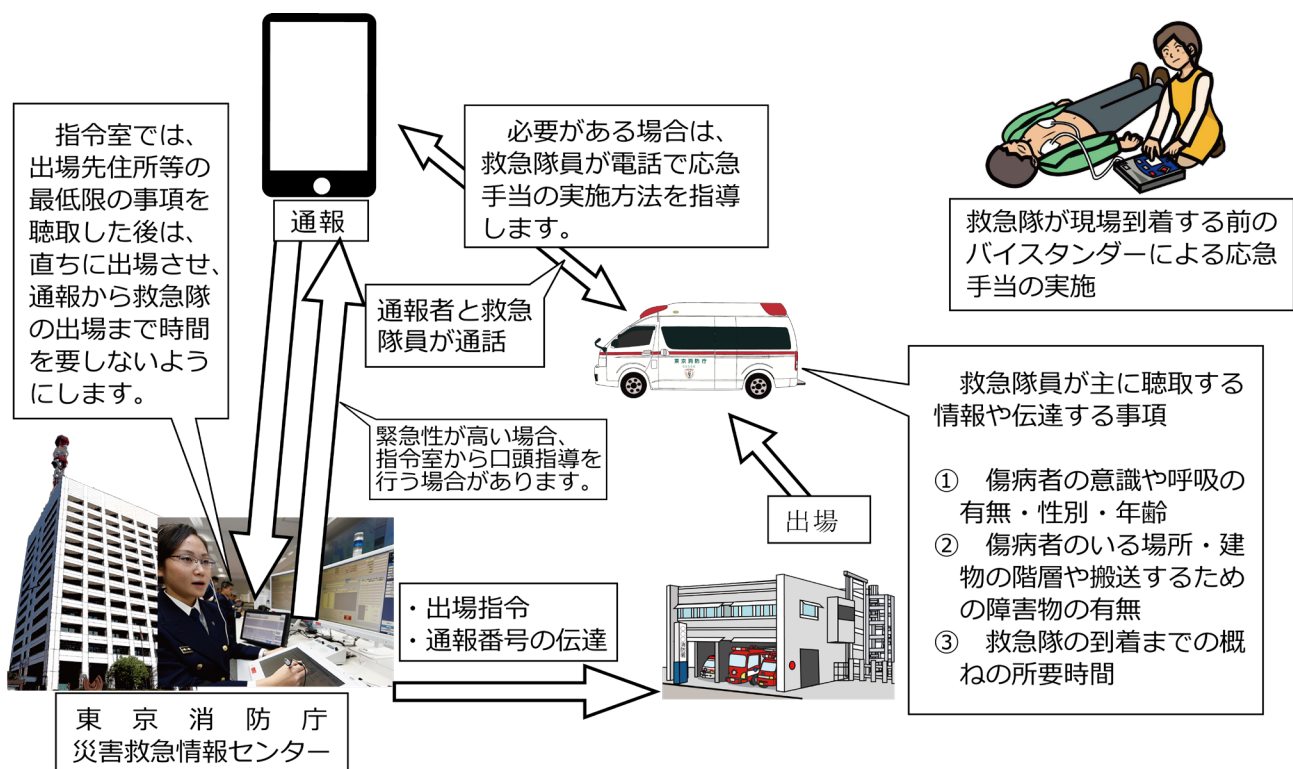 指令室では、
出場先住所等の
最低限の事項を
聴取した後は、
直ちに出場させ、
通報から救急隊
の出場まで時間
を要しないよう
にします。
通報
必要がある場合は、
救急隊員が電話で応急
手当の実施方法を指導
します。
通報者と救急
隊員が通話
緊急性が高い場合、
指令室から口頭指導を
行う場合があります。
救急隊が現場到着する前の
バイスタンダーによる応急
手当の実施
東京消防庁
救急隊員が主に聴取する
情報や伝達する事項
① 傷病者の意識や呼吸の
有無・性別・年齢
② 傷病者のいる場所・建
物の階層や搬送するため
の障害物の有無
③ 救急隊の到着までの概
ねの所要時間
出場
・出場指令
・通報番号の伝達
東京消防庁
災害救急情報センター